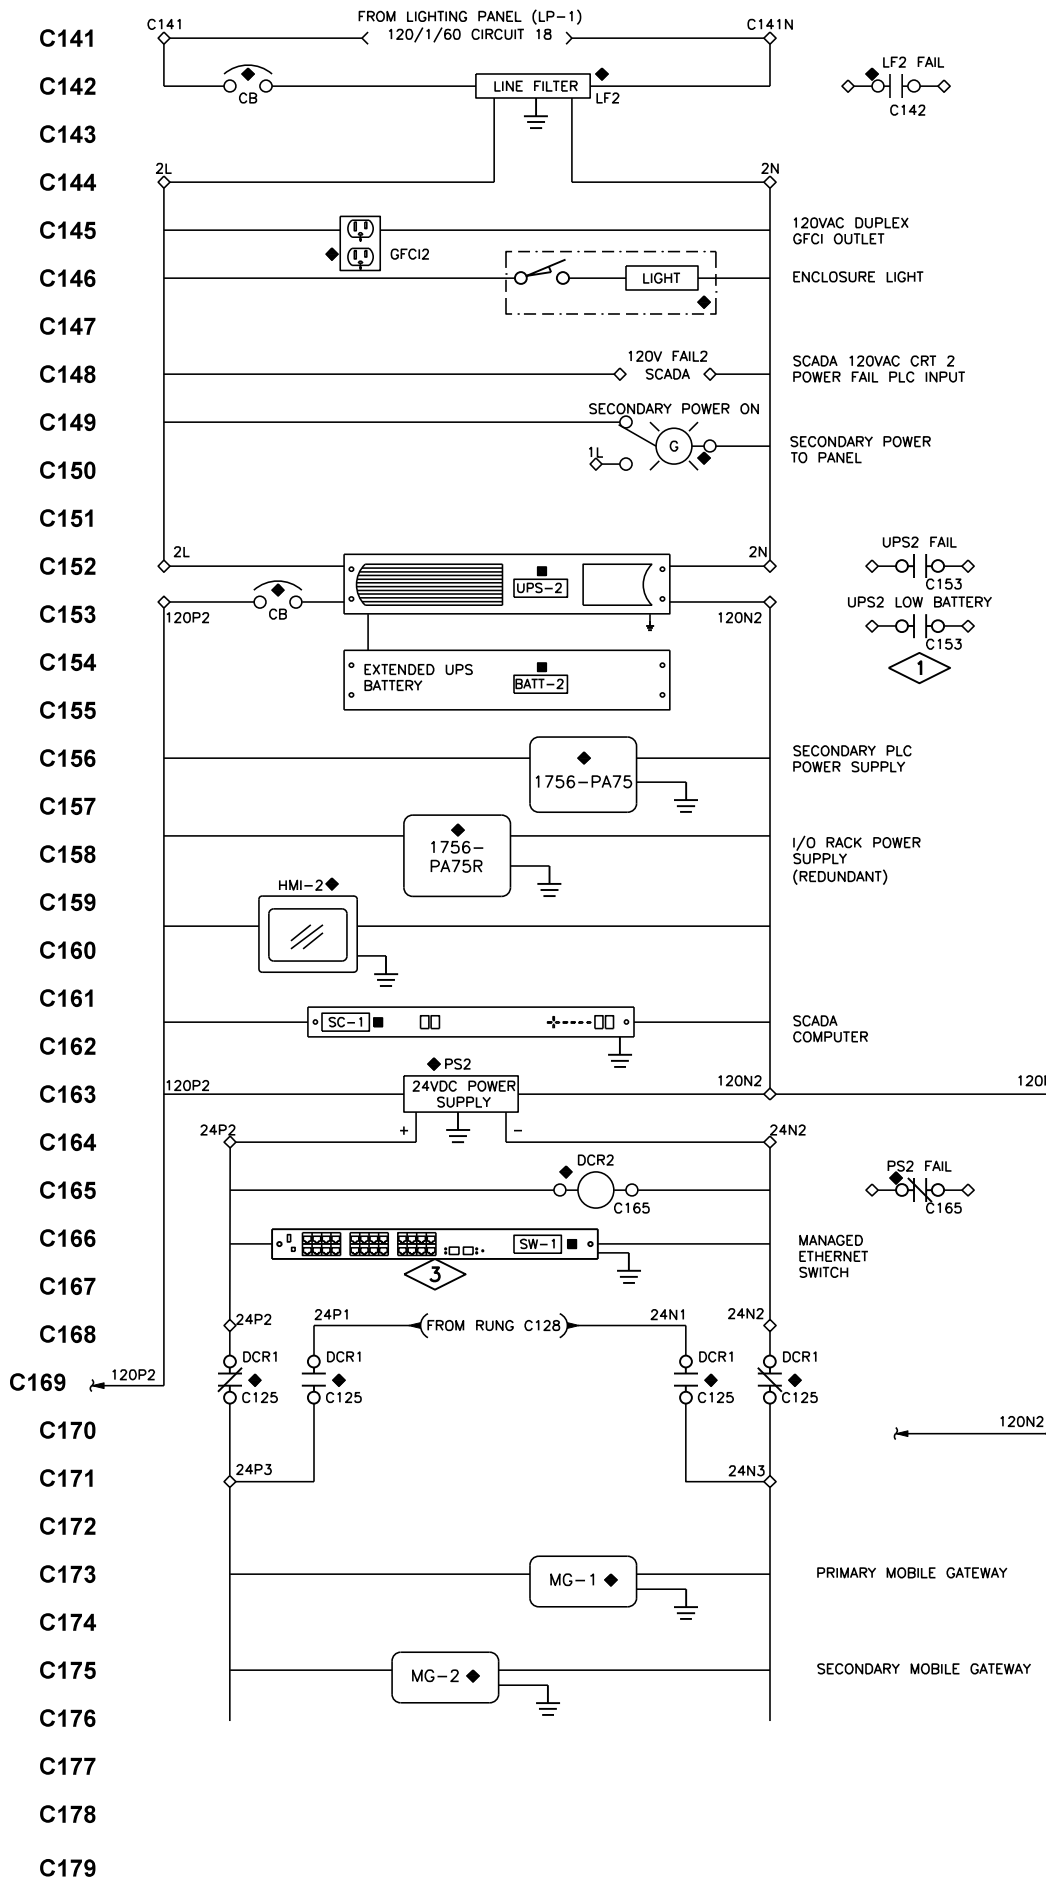 FROM LIGHTING PANEL (LP-1)
C141 C141 120/1/60 CIRCUIT 18 C141N
LF2 FAIL
C142 CB LINE FILTER LF2 C142
C143
2L 2N
C144
C145 120VAC DUPLEX
GFCI2 GFCI OUTLET
C146 LIGHT ENCLOSURE LIGHT
C147
120V FAIL2 SCADA 120VAC CRT 2
C148 SCADA POWER FAIL PLC INPUT
SECONDARY POWER ON
C149
G SECONDARY POWER
1L TO PANEL
C150
C151
2L 2N UPS2 FAIL
C152
UPS-2 C153
UPS2 LOW BATTERY
C153 120P2 CB 120N2
C153
C154 EXTENDED UPS 1
BATTERY BATT-2
C155
C156 SECONDARY PLC
POWER SUPPLY
1756-PA75
C157
C158 1756- I/O RACK POWER
PA75R SUPPLY
(REDUNDANT)
HMI-2
C159
C160
C161
SC-1 SCADA
COMPUTER
C162
PS2
C163 120P2 24VDC POWER 120N2 120
SUPPLY
24P2 + - 24N2
C164
DCR2 PS2 FAIL
C165 C165 C165
C166 SW-1 MANAGED
ETHERNET
SWITCH
3
C167
24P2 24P1 24N1 24N2
C168 (FROM RUNG C128)
DCR1 DCR1 DCR1 DCR1
C169 120P2
C125 C125 C125 C125
C170 120N2
24P3 24N3
C171
C172
C173 MG-1 PRIMARY MOBILE GATEWAY
C174
C175 MG-2 SECONDARY MOBILE GATEWAY
C176
C177
C178
C179